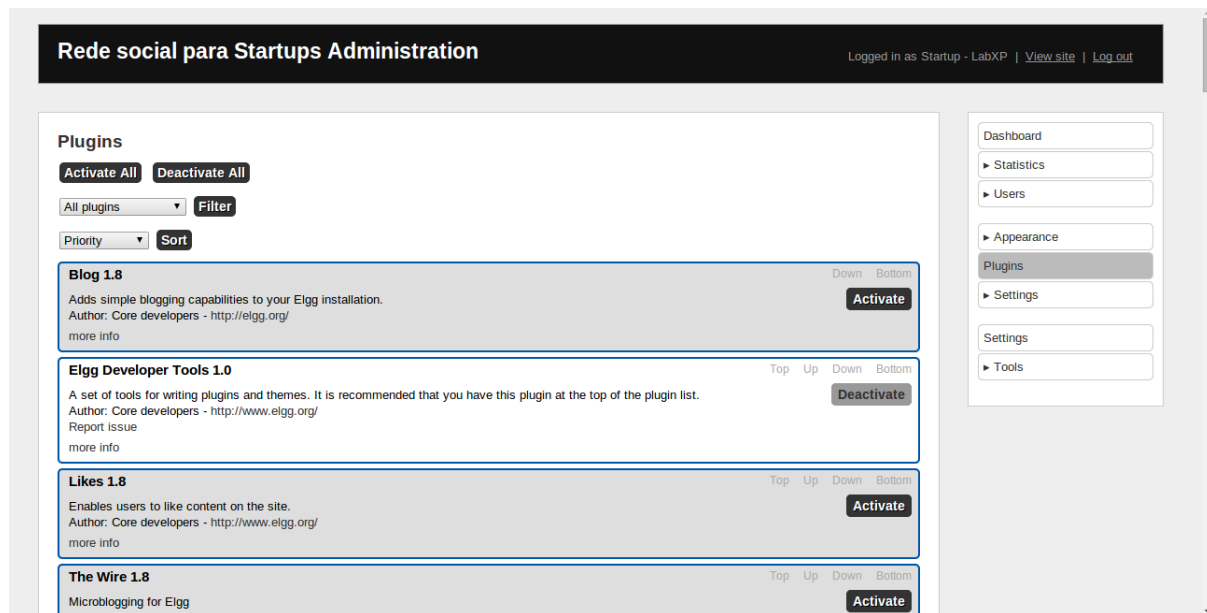 Rede social para Startups Administration
Logged in as Startup - LabXP | View site | Log out
Plugins
Activate All Deactivate All
All plugins ▼ Filter
Priority ▼ Sort
Blog 1.8 Down Bottom
Adds simple blogging capabilities to your Elgg installation. Activate
Author: Core developers - http://elgg.org/
more info
Elgg Developer Tools 1.0 Top Up Down Bottom
A set of tools for writing plugins and themes. It is recommended that you have this plugin at the top of the plugin list. Deactivate
Author: Core developers - http://www.elgg.org/
Report issue
more info
Likes 1.8 Top Up Down Bottom
Enables users to like content on the site. Activate
Author: Core developers - http://www.elgg.org/
more info
The Wire 1.8 Top Up Down Bottom
Microblogging for Elgg Activate
Dashboard
▸ Statistics
▸ Users
▸ Appearance
Plugins
▸ Settings
Settings
▸ Tools